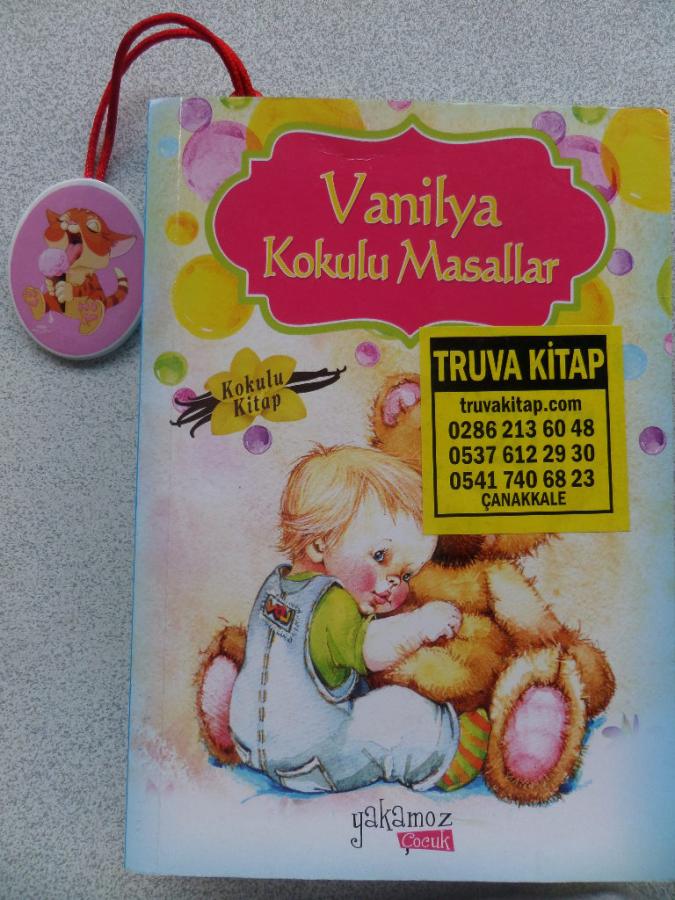 Vanilya
Kokulu Masallar
Kokulu
Kitap
TRUVA KİTAP
truvakitap.com
0286 213 60 48
0537 612 29 30
0541 740 68 23
ÇANAKKALE
yakamoz
Çocuk